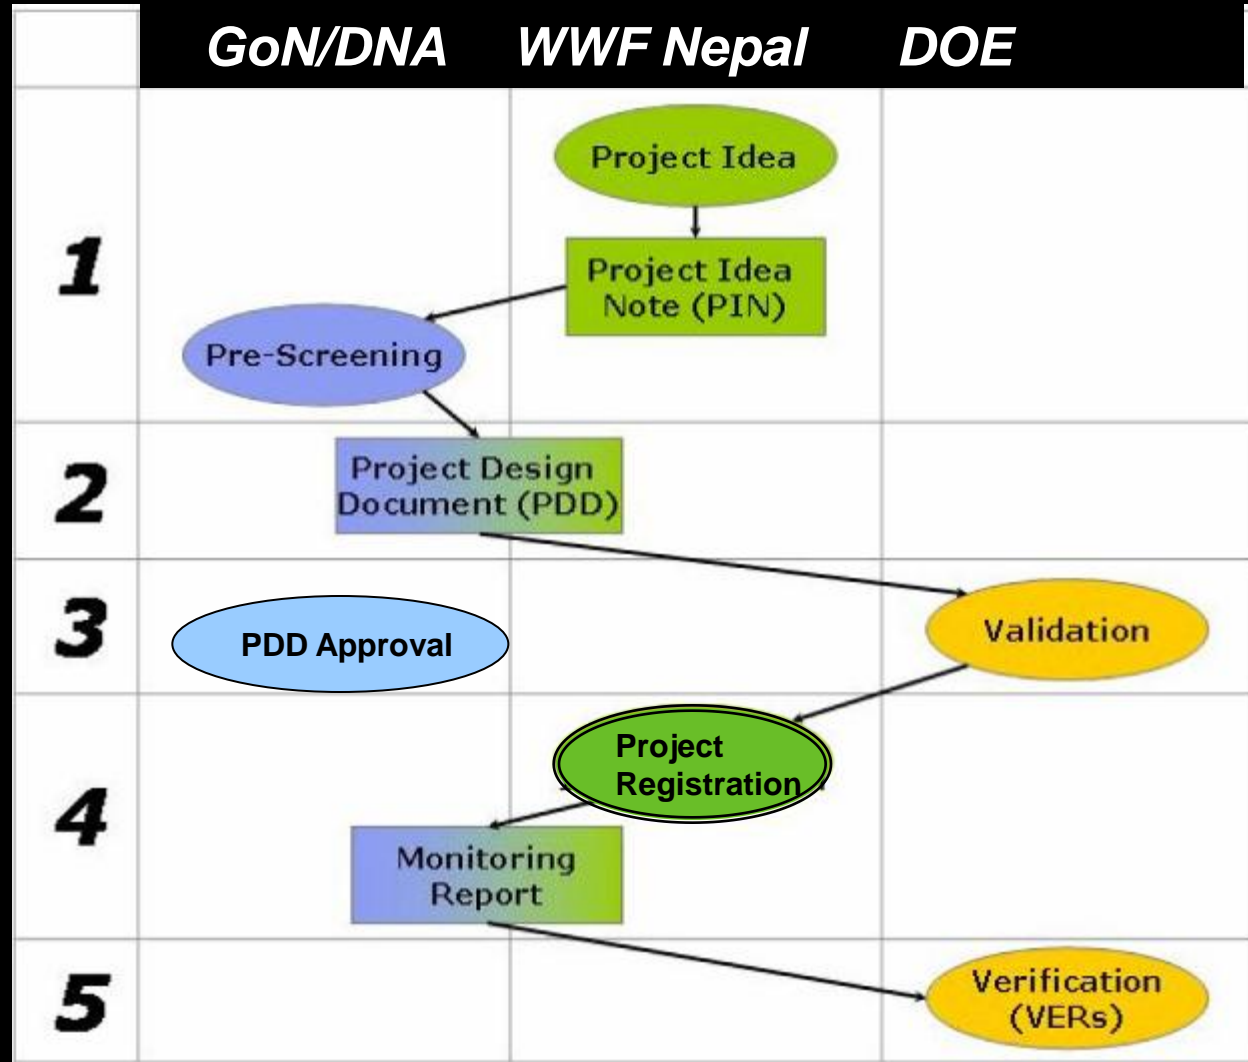 GoN/DNA WWF Nepal DOE
1
Project Idea
Project Idea
Note (PIN)
Pre-Screening
2
Project Design
Document (PDD)
3
PDD Approval
Validation
4
Project
Registration
Monitoring
Report
5
Verification
(VERs)